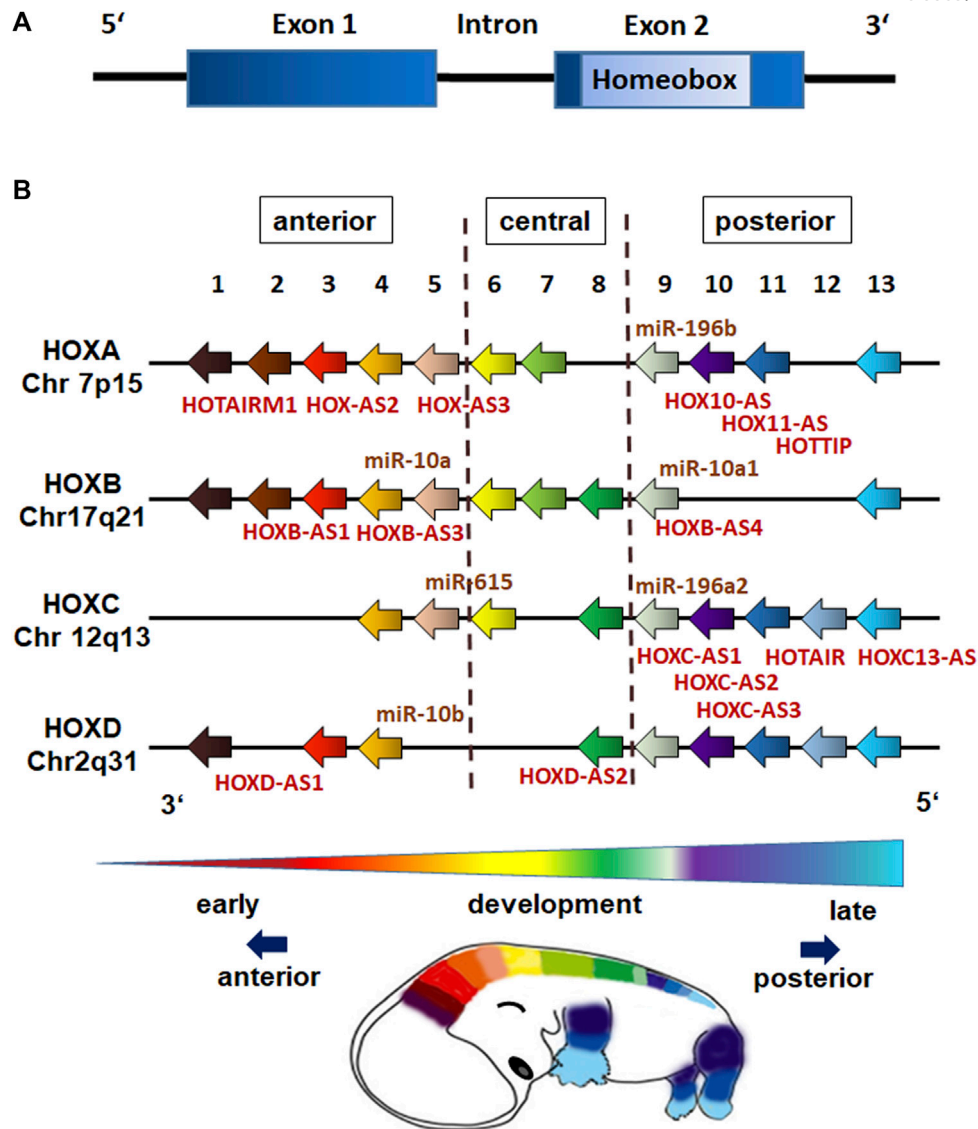 A
5‘ Exon 1 Intron Exon 2 3‘
Homeobox
B
anterior central posterior
1 2 3 4 5 6 7 8 9 10 11 12 13
HOXA
Chr 7p15
miR-196b
HOTAIRM1 HOX-AS2 HOX-AS3 HOX10-AS
HOX11-AS
HOTTIP
HOXB
Chr17q21
miR-10a miR-10a1
HOXB-AS1 HOXB-AS3 HOXB-AS4
HOXC
Chr 12q13
miR-615 miR-196a2
HOXC-AS1 HOTAIR HOXC13-AS
HOXC-AS2
HOXC-AS3
HOXD
Chr2q31
miR-10b
HOXD-AS1 HOXD-AS2
3‘ 5‘
early development late
anterior posterior